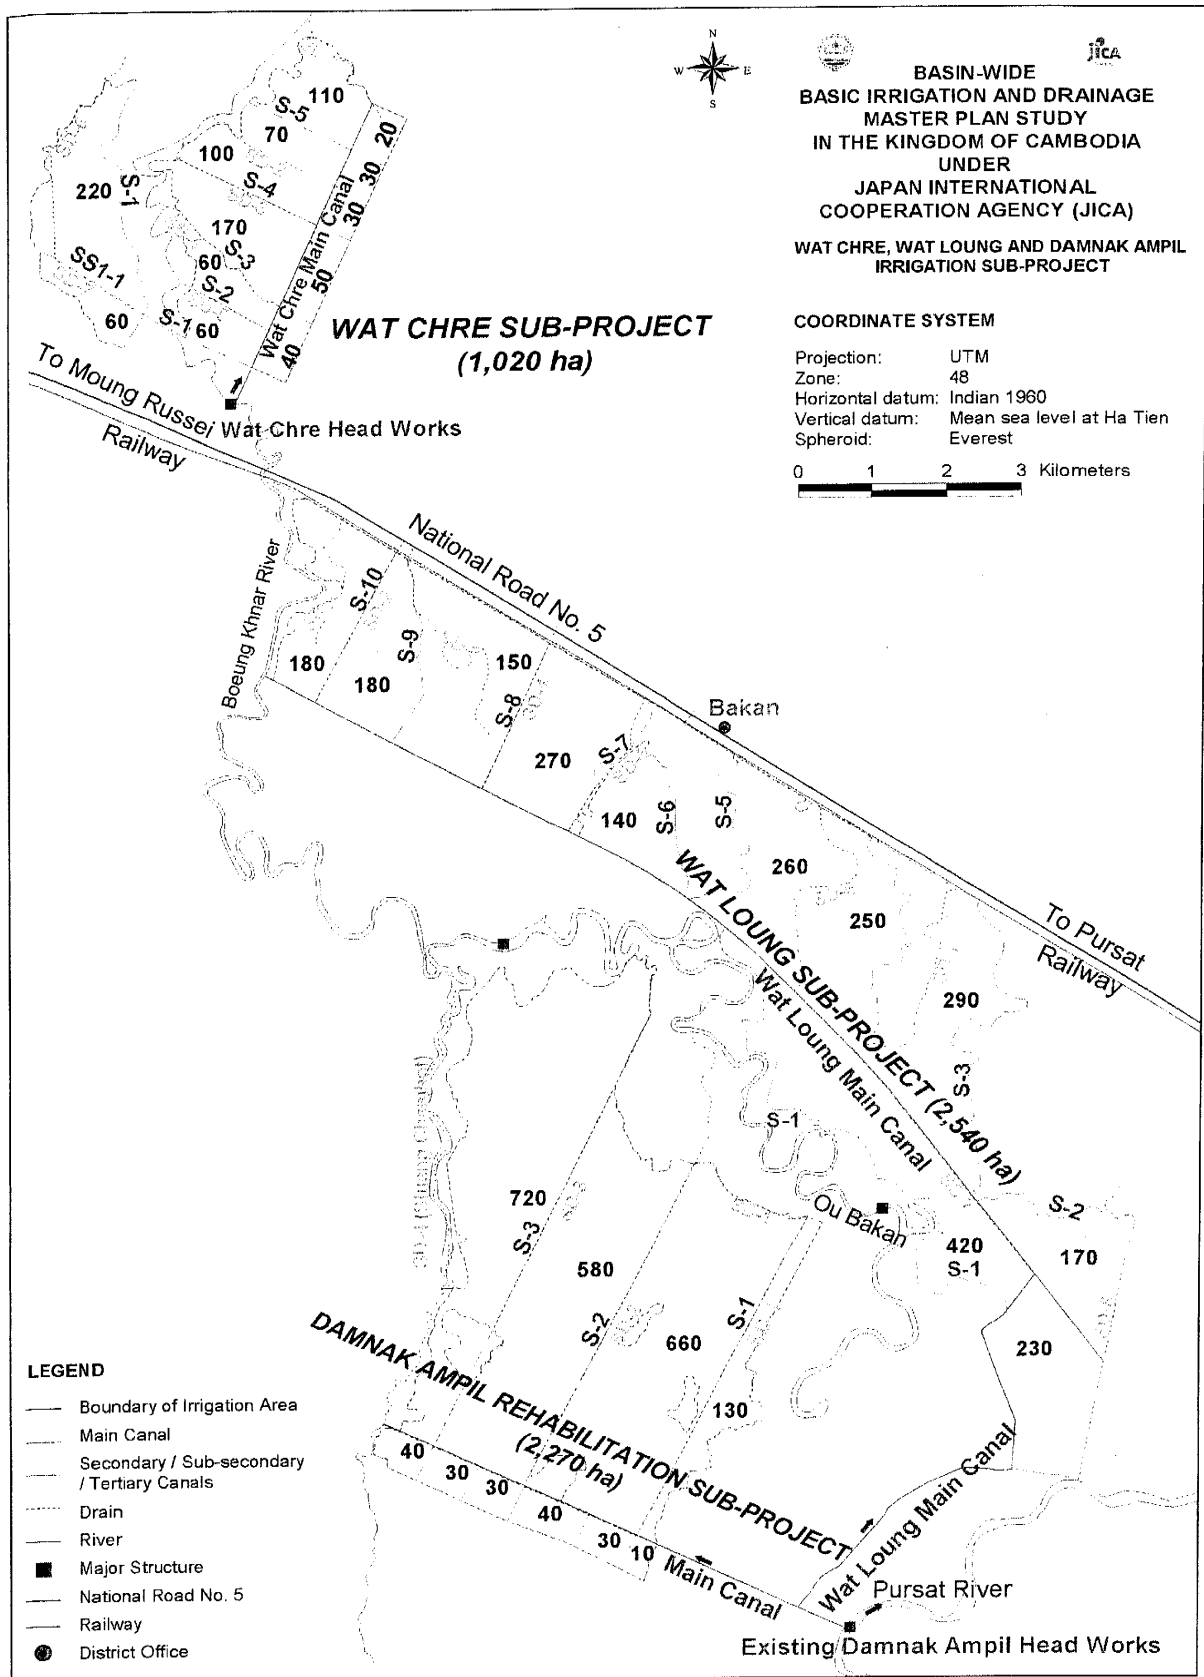 N
W E
S
jica
BASIN-WIDE
BASIC IRRIGATION AND DRAINAGE
MASTER PLAN STUDY
IN THE KINGDOM OF CAMBODIA
UNDER
JAPAN INTERNATIONAL
COOPERATION AGENCY (JICA)
WAT CHRE, WAT LOUNG AND DAMNAK AMPIL
IRRIGATION SUB-PROJECT
COORDINATE SYSTEM
Projection: UTM
Zone: 48
Horizontal datum: Indian 1960
Vertical datum: Mean sea level at Ha Tien
Spheroid: Everest
0 1 2 3 Kilometers
110
S-5
70
20
100
S-4
30
220
S-1
30
170
S-3
60
Wat Chre Main Canal
50
SS1-1
S-2
60
S-1
60
40
WAT CHRE SUB-PROJECT
(1,020 ha)
To Moung Russei
Wat Chre Head Works
Railway
National Road No. 5
Boeung Khnar River
S-10
S-9
180
180
150
S-8
Bakan
270
S-7
140
S-6
S-5
260
250
WAT LOUNG SUB-PROJECT (2,540 ha)
To Pursat
Railway
290
Wat Loung Main Canal
S-3
S-1
720
S-3
Ou Bakan
S-2
420
S-1
170
580
S-2
S-1
660
230
130
DAMNAK AMPIL REHABILITATION SUB-PROJECT
(2,270 ha)
40
30
30
40
30
10
Main Canal
Wat Loung Main Canal
Pursat River
Existing Damnak Ampil Head Works
LEGEND
Boundary of Irrigation Area
Main Canal
Secondary / Sub-secondary
/ Tertiary Canals
Drain
River
Major Structure
National Road No. 5
Railway
District Office